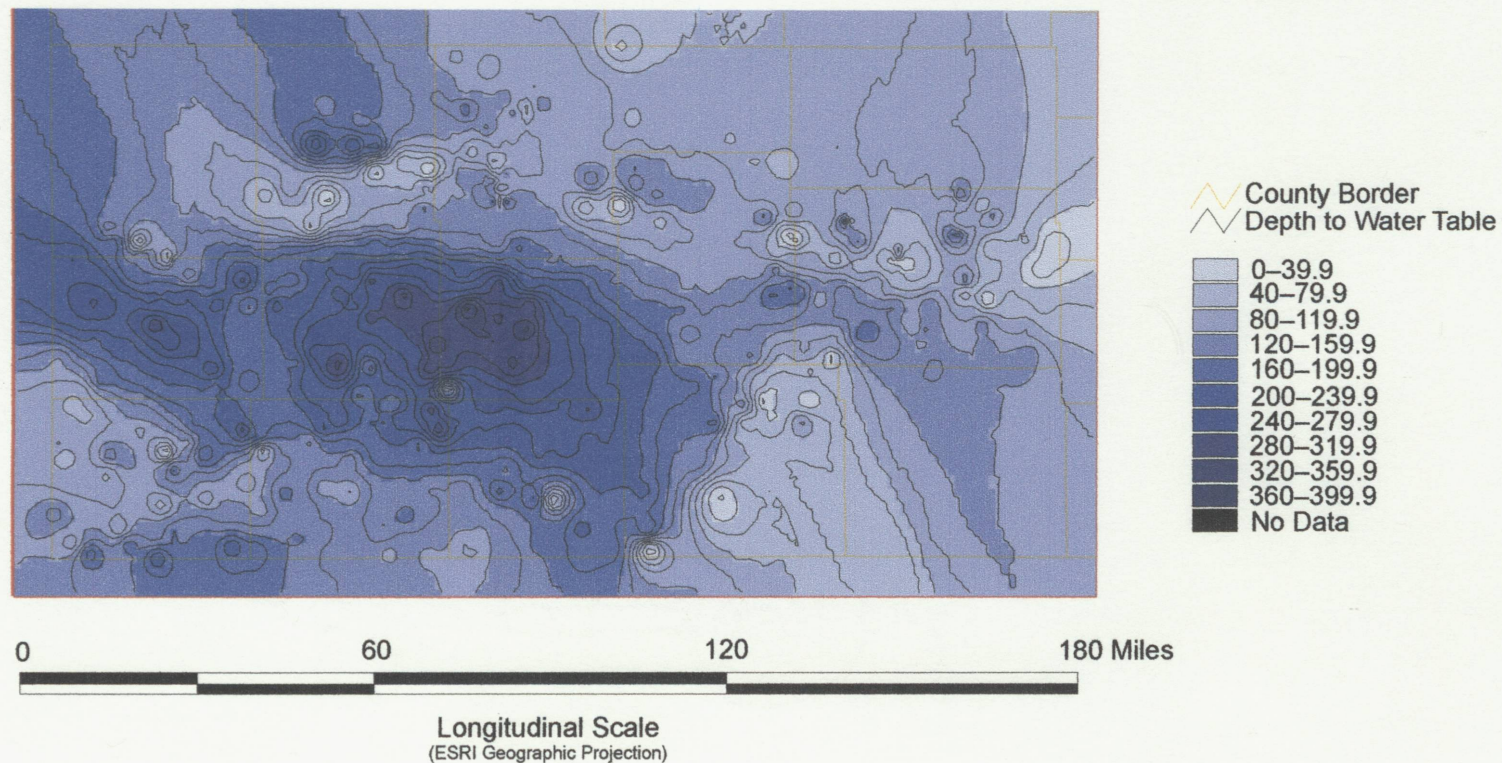 County Border
Depth to Water Table
0–39.9
40–79.9
80–119.9
120–159.9
160–199.9
200–239.9
240–279.9
280–319.9
320–359.9
360–399.9
No Data
0 60 120 180 Miles
Longitudinal Scale
(ESRI Geographic Projection)